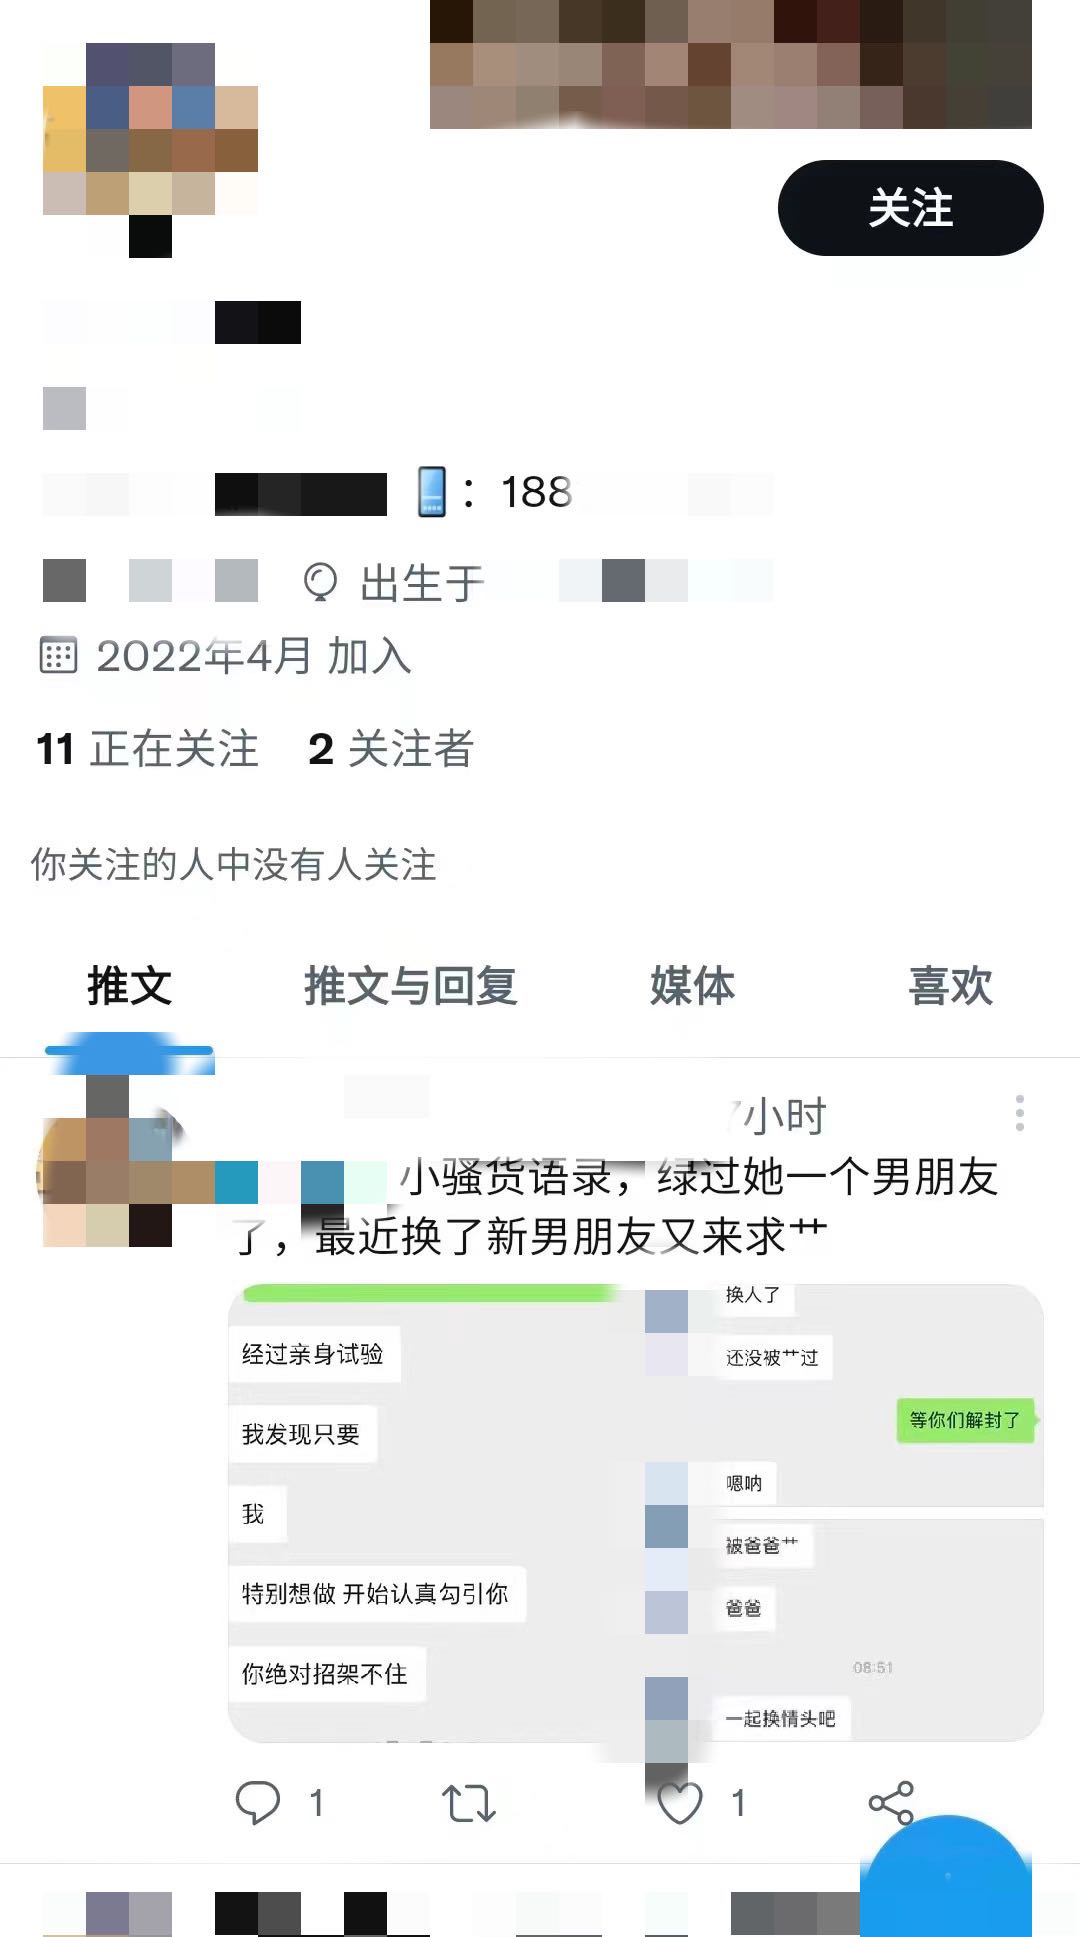 关注
：188
出生于
2022年4月 加入
11 正在关注 2 关注者
你关注的人中没有人关注
推文 推文与回复 媒体 喜欢
小时
小骚货语录，绿过她一个男朋友
了，最近换了新男朋友又来求艹
经过亲身试验
我发现只要
我
特别想做 开始认真勾引你
你绝对招架不住
换人了
还没被艹过
等你们解封了
嗯呐
被爸爸艹
爸爸
08:51
一起换情头吧
1 1